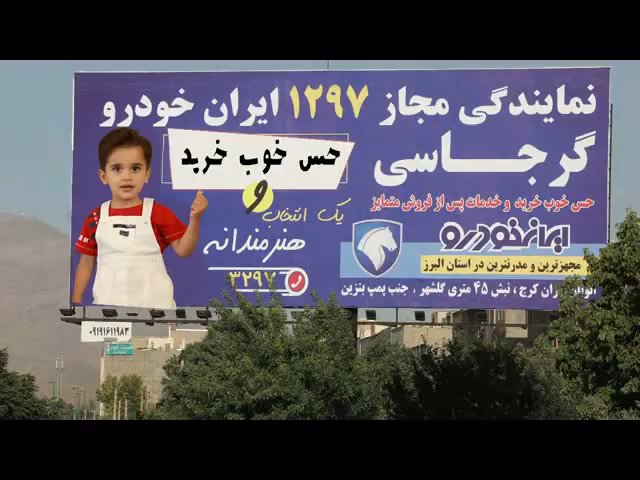 نمایندگی مجاز ۱۲۹۷ ایران خودرو
گرجاسی
حس خوب خرید
و
یک انتخاب
هنرمندانه
۳۲۹۷
حس خوب خرید و خدمات پس از فروش متمایز
ایران خودرو
مجهزترین و مدرنترین در استان البرز
کرج ، نبش ۴۵ متری گلشهر ، جنب پمپ بنزین
۰۹۱۹۱۶۱۱۹۸۳